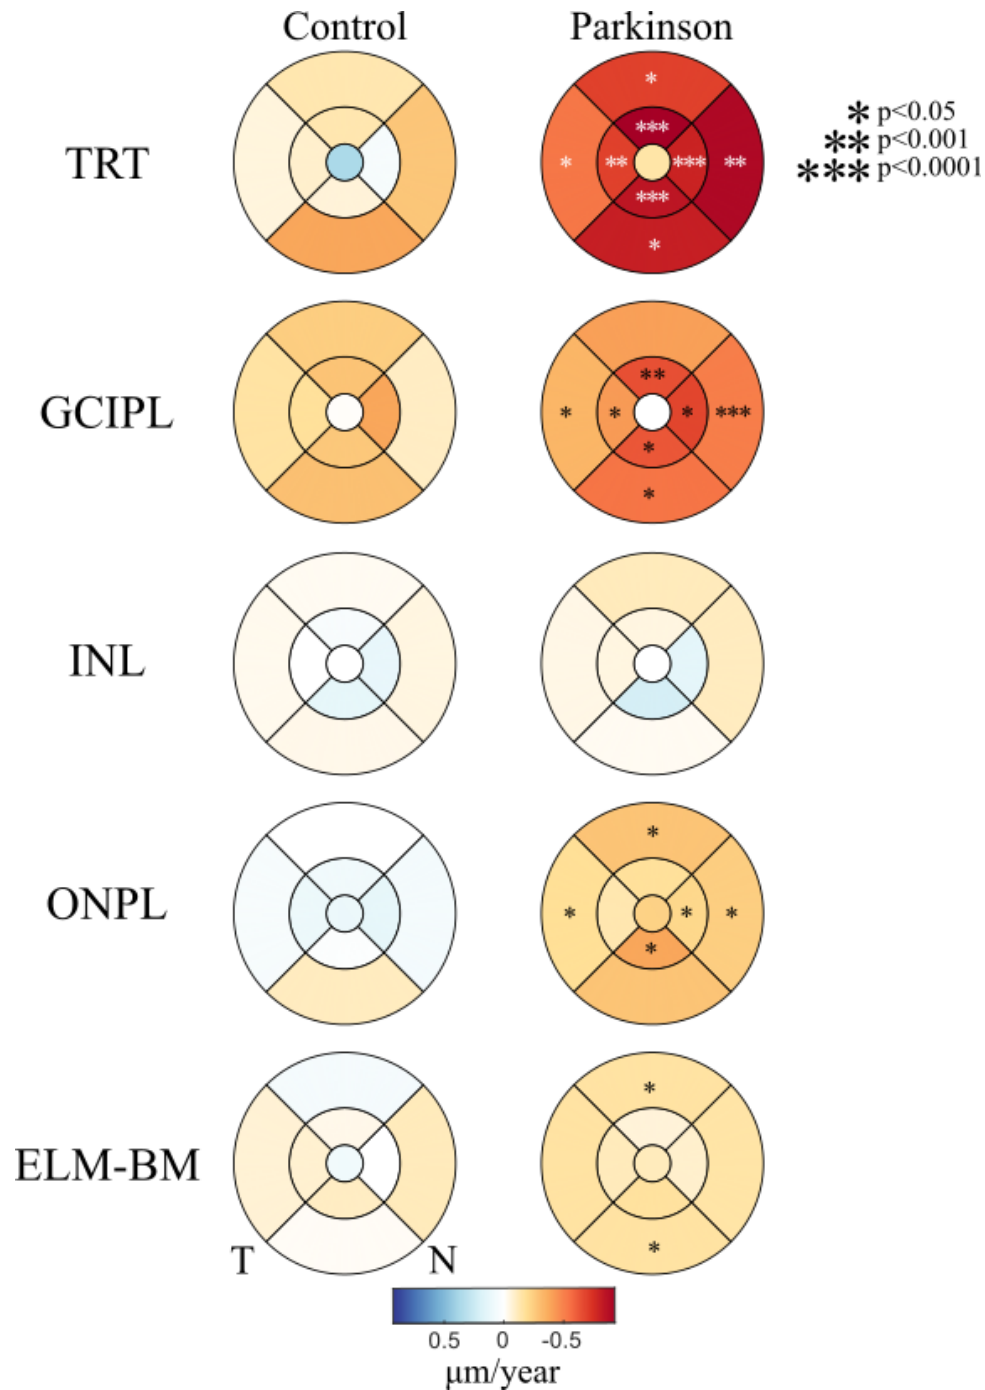 Control Parkinson
* p<0.05
** p<0.001
*** p<0.0001
TRT
*
*** 
* ** *** **
***
*
GCIPL
**
* * * ***
*
*
INL
ONPL
*
* * *
*
ELM-BM
*
*
T N
0.5 0 -0.5
μm/year